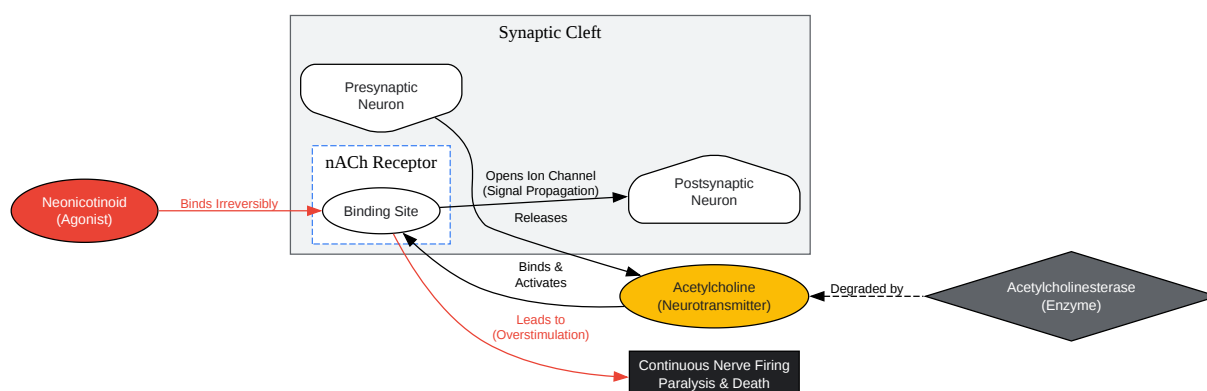 Synaptic Cleft
Presynaptic
Neuron
nACh Receptor
Opens Ion Channel
(Signal Propagation)
Postsynaptic
Neuron
Neonicotinoid
(Agonist)
Binds Irreversibly
Binding Site
Releases
Binds &
Activates
Acetylcholine
(Neurotransmitter)
Degraded by
Acetylcholinesterase
(Enzyme)
Leads to
(Overstimulation)
Continuous Nerve Firing
Paralysis & Death